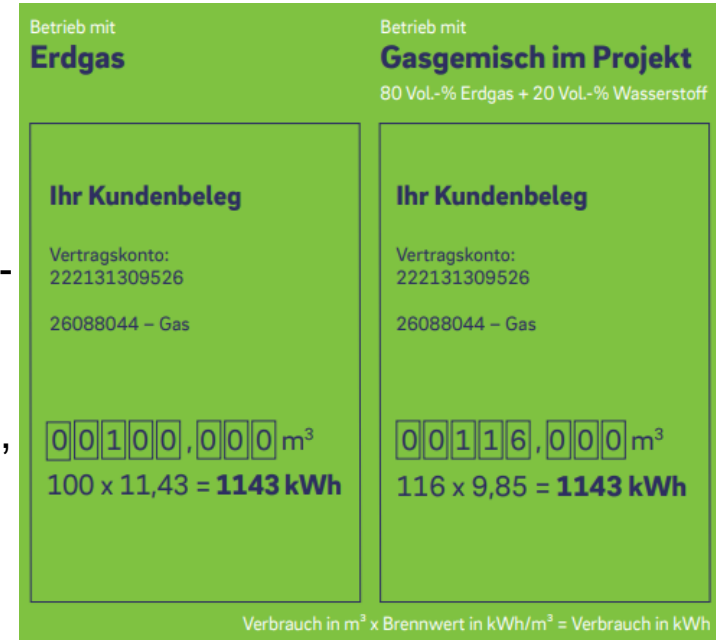 Betrieb mit
Erdgas
Ihr Kundenbeleg
Vertragskonto:
222131309526
26088044 – Gas
00100,000 m³
100 x 11,43 = 1143 kWh
Betrieb mit
Gasgemisch im Projekt
80 Vol.-% Erdgas + 20 Vol.-% Wasserstoff
Ihr Kundenbeleg
Vertragskonto:
222131309526
26088044 – Gas
00116,000 m³
116 x 9,85 = 1143 kWh
Verbrauch in m³ x Brennwert in kWh/m³ = Verbrauch in kWh
-
,